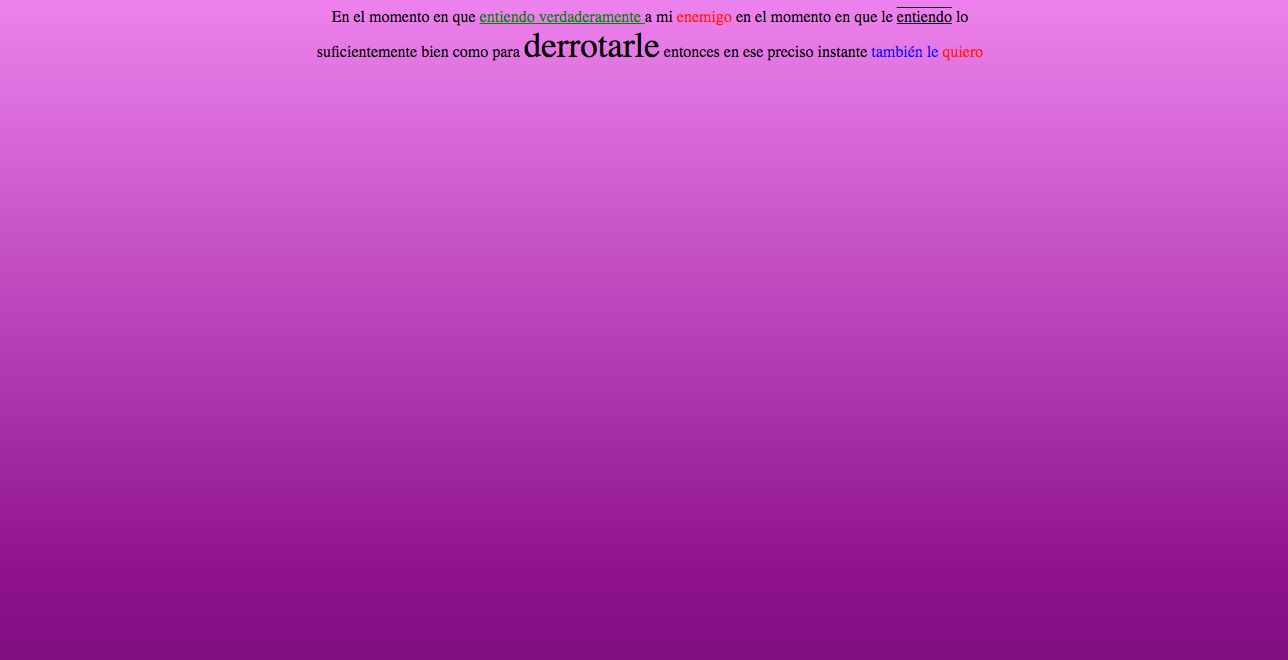 En el momento en que entiendo verdaderamente a mi enemigo en el momento en que le entiendo lo
suficientemente bien como para derrotarle entonces en ese preciso instante también le quiero